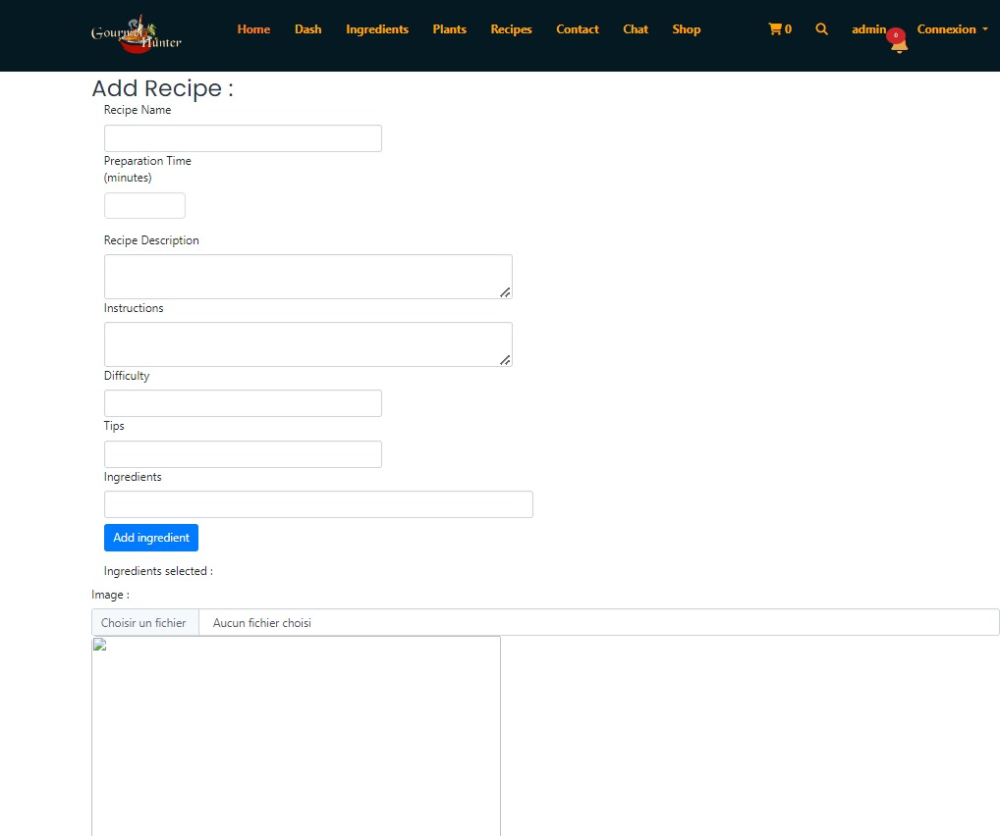 Gourmet Hunter
Home Dash Ingredients Plants Recipes Contact Chat Shop 0 admin 0 Connexion
Add Recipe :
Recipe Name
Preparation Time
(minutes)
Recipe Description
Instructions
Difficulty
Tips
Ingredients
Add ingredient
Ingredients selected :
Image :
Choisir un fichier Aucun fichier choisi